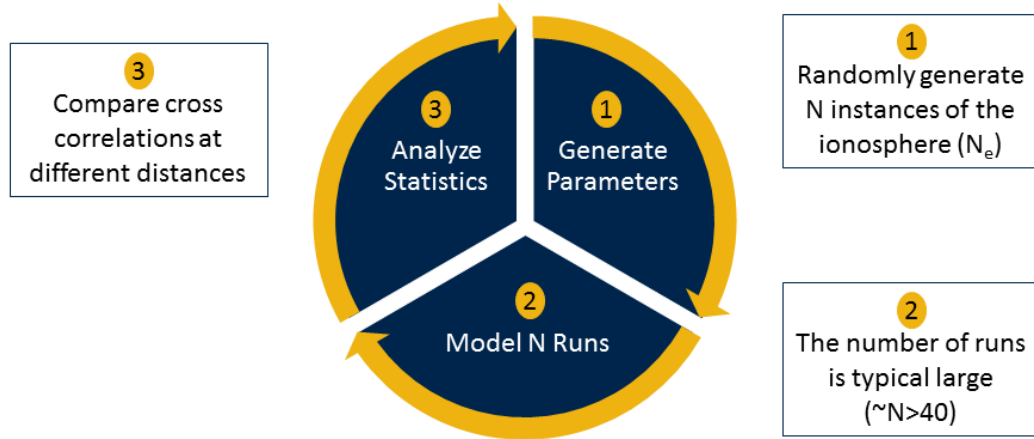 3
Compare cross
correlations at
different distances
3
Analyze
Statistics
1
Generate
Parameters
2
Model N Runs
1
Randomly generate
N instances of the
ionosphere (Nₑ)
2
The number of runs
is typical large
(~N>40)